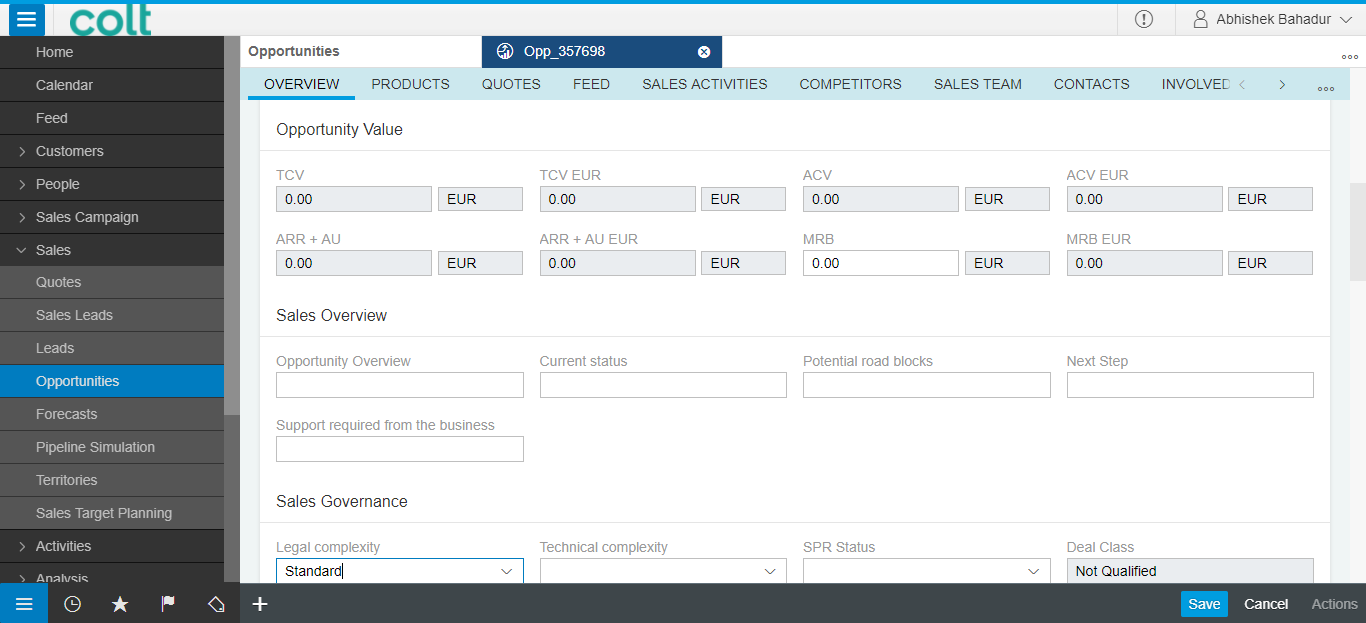 colt
Abhishek Bahadur
Home
Calendar
Feed
Customers
People
Sales Campaign
Sales
Quotes
Sales Leads
Leads
Opportunities
Forecasts
Pipeline Simulation
Territories
Sales Target Planning
Activities
Analysis
Opportunities
Opp_357698
OVERVIEW PRODUCTS QUOTES FEED SALES ACTIVITIES COMPETITORS SALES TEAM CONTACTS INVOLVED
Opportunity Value
TCV TCV EUR ACV ACV EUR
0.00 EUR 0.00 EUR 0.00 EUR 0.00 EUR
ARR + AU ARR + AU EUR MRB MRB EUR
0.00 EUR 0.00 EUR 0.00 EUR 0.00 EUR
Sales Overview
Opportunity Overview Current status Potential road blocks Next Step
Support required from the business
Sales Governance
Legal complexity Technical complexity SPR Status Deal Class
Standard Not Qualified
Save Cancel Actions